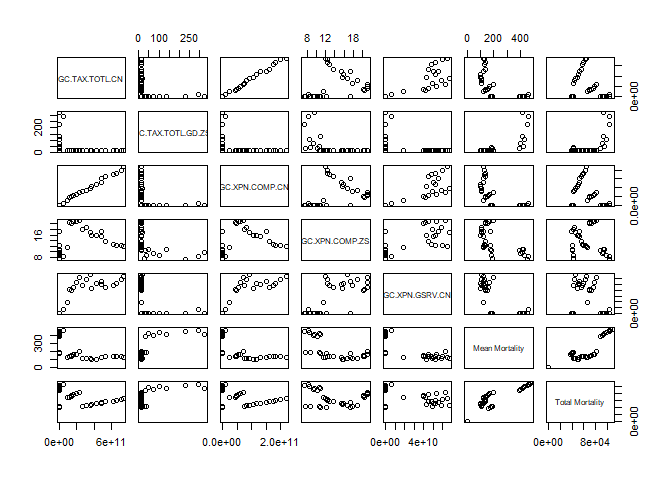 0 100 300
8 12 18
0 200 400
GC.TAX.TOTL.CN
0e+00
0 200
C.TAX.TOTL.GD.ZS
GC.XPN.COMP.CN
0e+00
8 16
GC.XPN.COMP.ZS
GC.XPN.GSRV.CN
0e+00
0 300
Mean Mortality
Total Mortality
0e+00
0e+00 6e+11
0.0e+00 2.0e+11
0e+00 4e+10
0e+00 8e+04